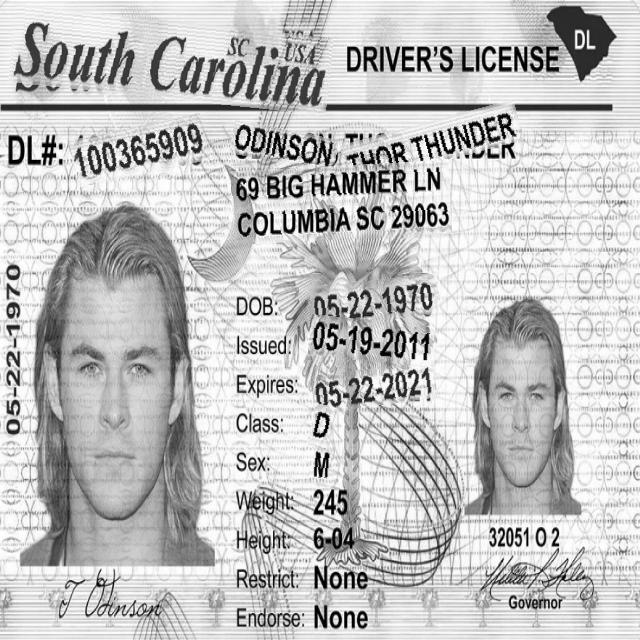 South Carolina
SC USA
DRIVER'S LICENSE
DL
DL#: 100365909
ODINSON, THOR THUNDER
69 BIG HAMMER LN
COLUMBIA SC 29063
05-22-1970
DOB: 05-22-1970
Issued: 05-19-2011
Expires: 05-22-2021
Class: D
Sex: M
Weight: 245
Height: 6-04
Restrict: None
Endorse: None
32051 O 2
T Odinson
Governor